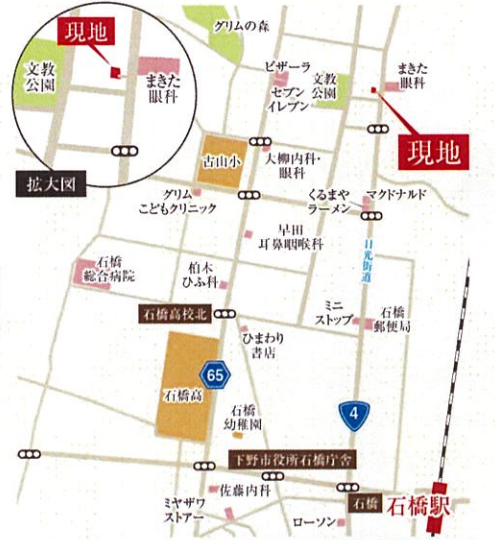 グリムの森
現地
文教
公園
まきた
眼科
拡大図
ピザーラ
セブン
イレブン
文教
公園
まきた
眼科
現地
古山小
大柳内科・
眼科
グリム
こどもクリニック
くるまや
ラーメン
マクドナルド
早田
耳鼻咽喉科
日光街道
石橋
総合病院
柏木
ひふ科
石橋高校北
ミニ
ストップ
石橋
郵便局
ひまわり
書店
65
石橋高
石橋
幼稚園
4
下野市役所石橋庁舎
佐藤内科
石橋
石橋駅
ミヤザワ
ストアー
ローソン